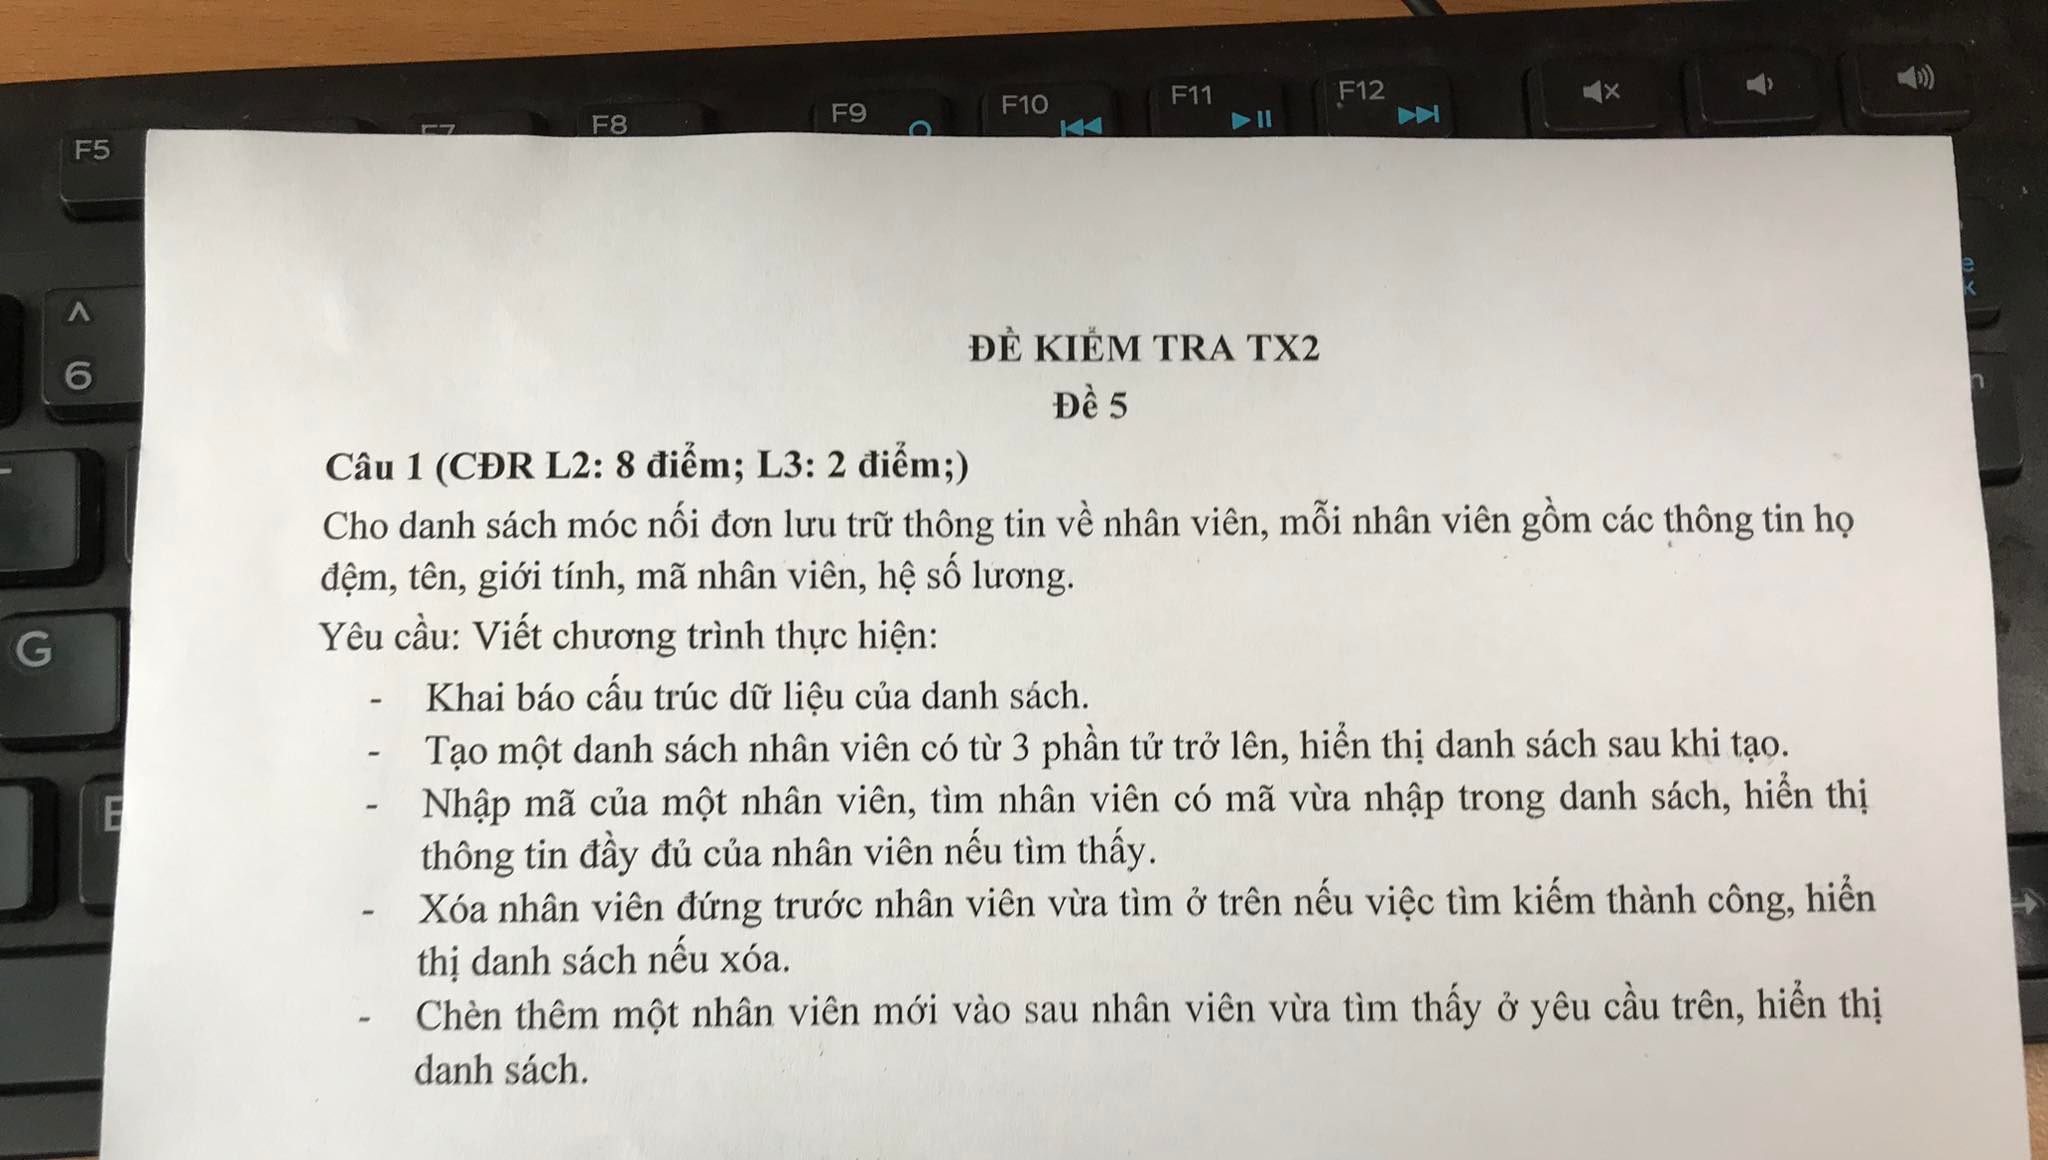 F5
F7
F8
F9
F10
F11
F12
^
6
G
ĐỀ KIỂM TRA TX2
Đề 5
Câu 1 (CĐR L2: 8 điểm; L3: 2 điểm;)
Cho danh sách móc nối đơn lưu trữ thông tin về nhân viên, mỗi nhân viên gồm các thông tin họ
đệm, tên, giới tính, mã nhân viên, hệ số lương.
Yêu cầu: Viết chương trình thực hiện:
- Khai báo cấu trúc dữ liệu của danh sách.
- Tạo một danh sách nhân viên có từ 3 phần tử trở lên, hiển thị danh sách sau khi tạo.
- Nhập mã của một nhân viên, tìm nhân viên có mã vừa nhập trong danh sách, hiển thị
thông tin đầy đủ của nhân viên nếu tìm thấy.
- Xóa nhân viên đứng trước nhân viên vừa tìm ở trên nếu việc tìm kiếm thành công, hiển
thị danh sách nếu xóa.
- Chèn thêm một nhân viên mới vào sau nhân viên vừa tìm thấy ở yêu cầu trên, hiển thị
danh sách.